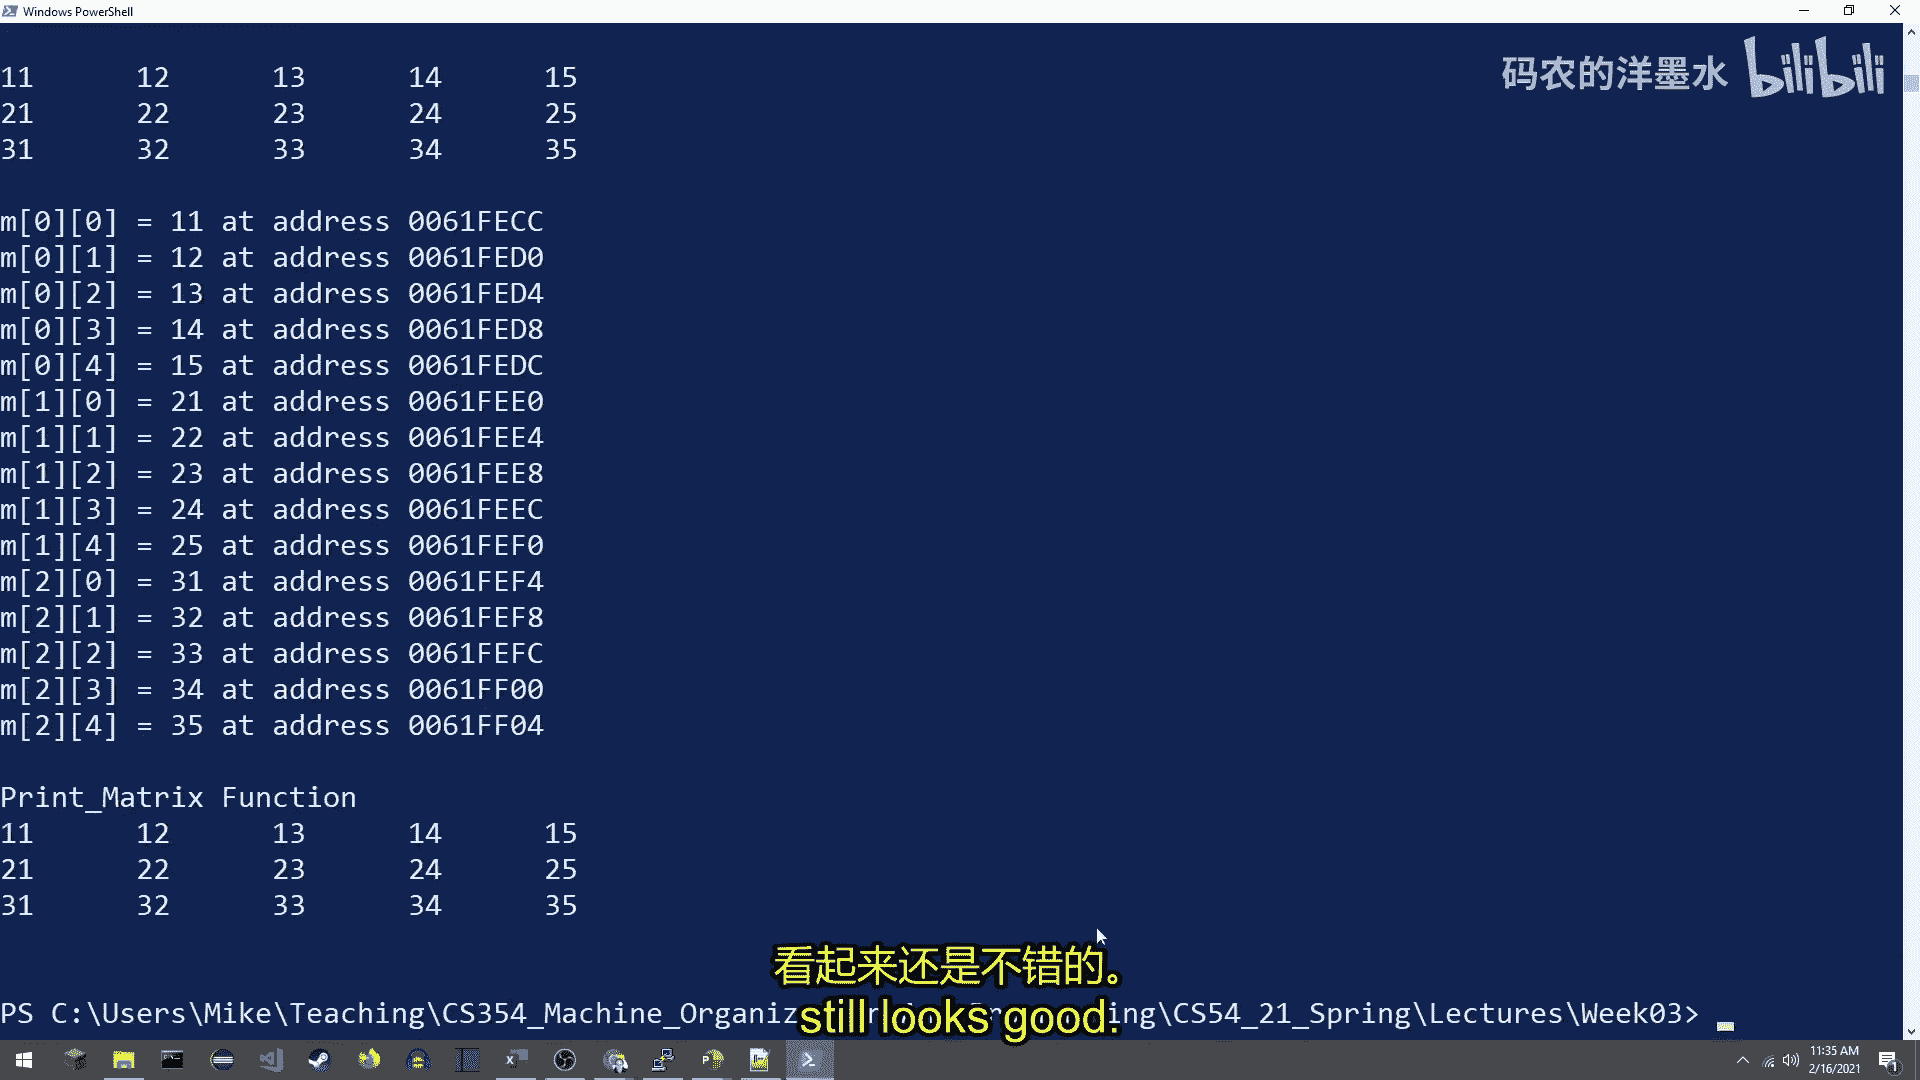 Windows PowerShell
码农的洋墨水 bilibili
11 12 13 14 15
21 22 23 24 25
31 32 33 34 35
m[0][0] = 11 at address 0061FECC
m[0][1] = 12 at address 0061FED0
m[0][2] = 13 at address 0061FED4
m[0][3] = 14 at address 0061FED8
m[0][4] = 15 at address 0061FEDC
m[1][0] = 21 at address 0061FEE0
m[1][1] = 22 at address 0061FEE4
m[1][2] = 23 at address 0061FEE8
m[1][3] = 24 at address 0061FEEC
m[1][4] = 25 at address 0061FEF0
m[2][0] = 31 at address 0061FEF4
m[2][1] = 32 at address 0061FEF8
m[2][2] = 33 at address 0061FEFC
m[2][3] = 34 at address 0061FF00
m[2][4] = 35 at address 0061FF04
Print_Matrix Function
11 12 13 14 15
21 22 23 24 25
31 32 33 34 35
看起来还是不错的。
PS C:\Users\Mike\Teaching\CS354_Machine_Organiz ing\CS54_21_Spring\Lectures\Week03>
still looks good.
11:35 AM
2/16/2021